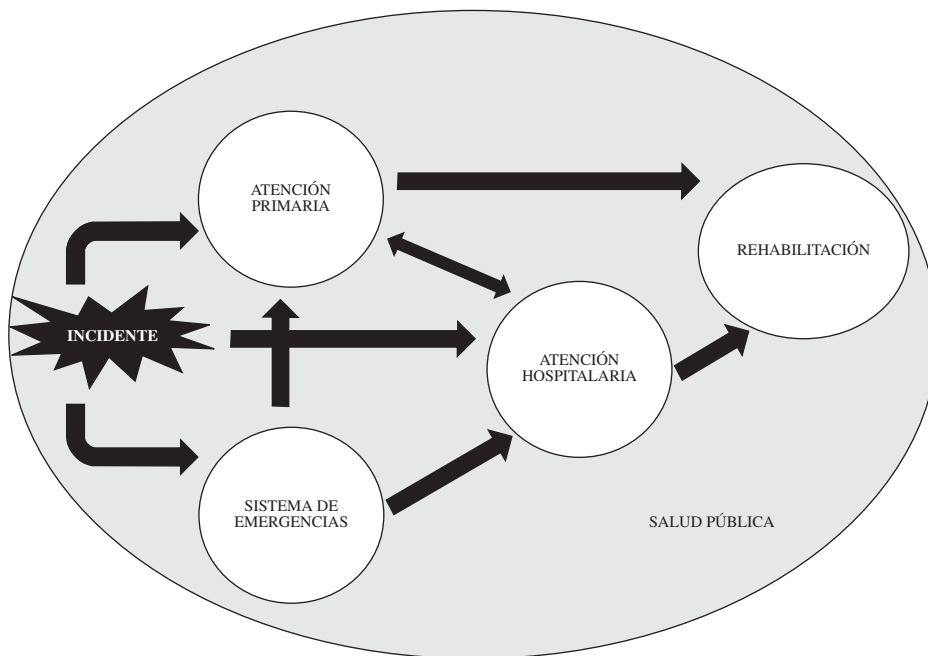 ATENCIÓN
PRIMARIA
REHABILITACIÓN
INCIDENTE
ATENCIÓN
HOSPITALARIA
SISTEMA DE
EMERGENCIAS
SALUD PÚBLICA